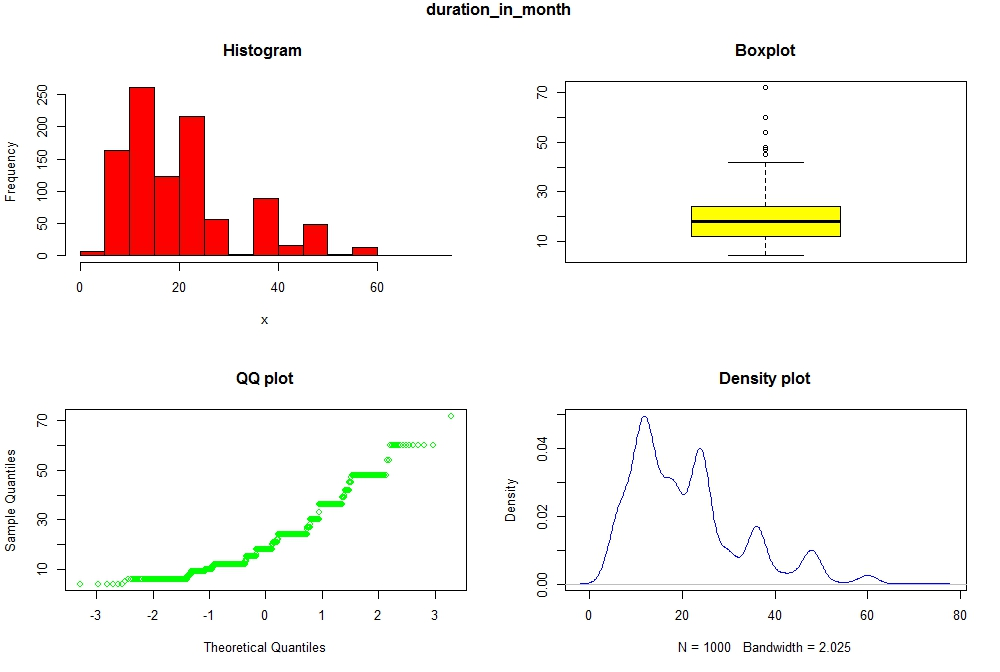 duration_in_month
Histogram
Frequency
0 50 100 150 200 250
0 20 40 60
x
Boxplot
10 30 50 70
QQ plot
Sample Quantiles
10 30 50 70
-3 -2 -1 0 1 2 3
Theoretical Quantiles
Density plot
Density
0.00 0.02 0.04
0 20 40 60 80
N = 1000 Bandwidth = 2.025